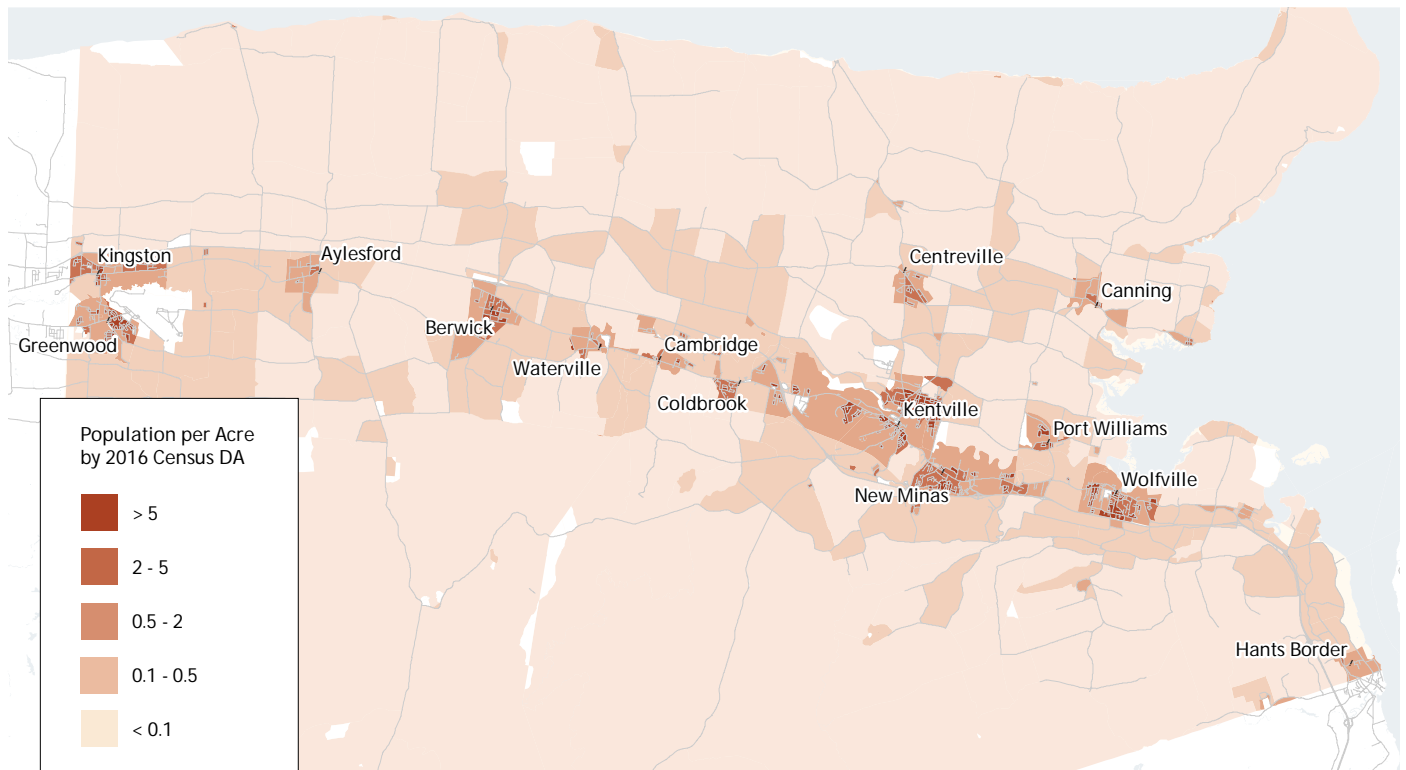 Kingston
Aylesford
Centreville
Canning
Greenwood
Berwick
Waterville
Cambridge
Coldbrook
Kentville
Port Williams
New Minas
Wolfville
Hants Border
Population per Acre
by 2016 Census DA
> 5
2 - 5
0.5 - 2
0.1 - 0.5
< 0.1